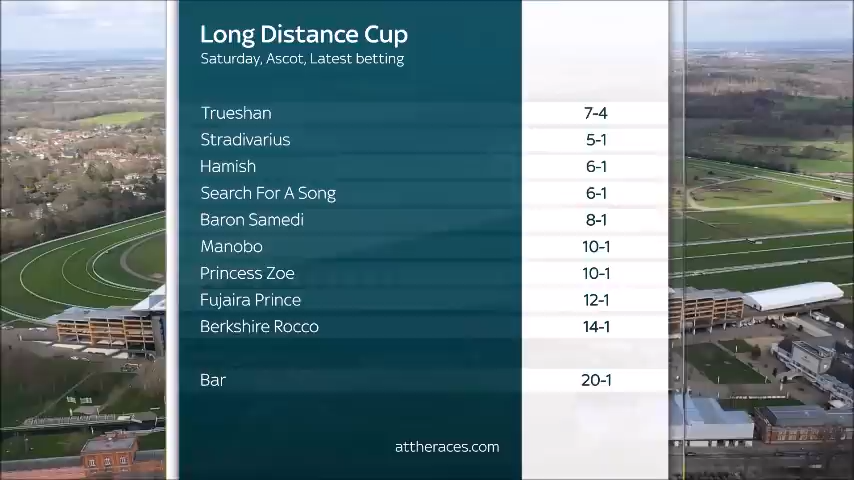 Long Distance Cup
Saturday, Ascot, Latest betting
Trueshan 7-4
Stradivarius 5-1
Hamish 6-1
Search For A Song 6-1
Baron Samedi 8-1
Manobo 10-1
Princess Zoe 10-1
Fujaira Prince 12-1
Berkshire Rocco 14-1
Bar 20-1
attheraces.com